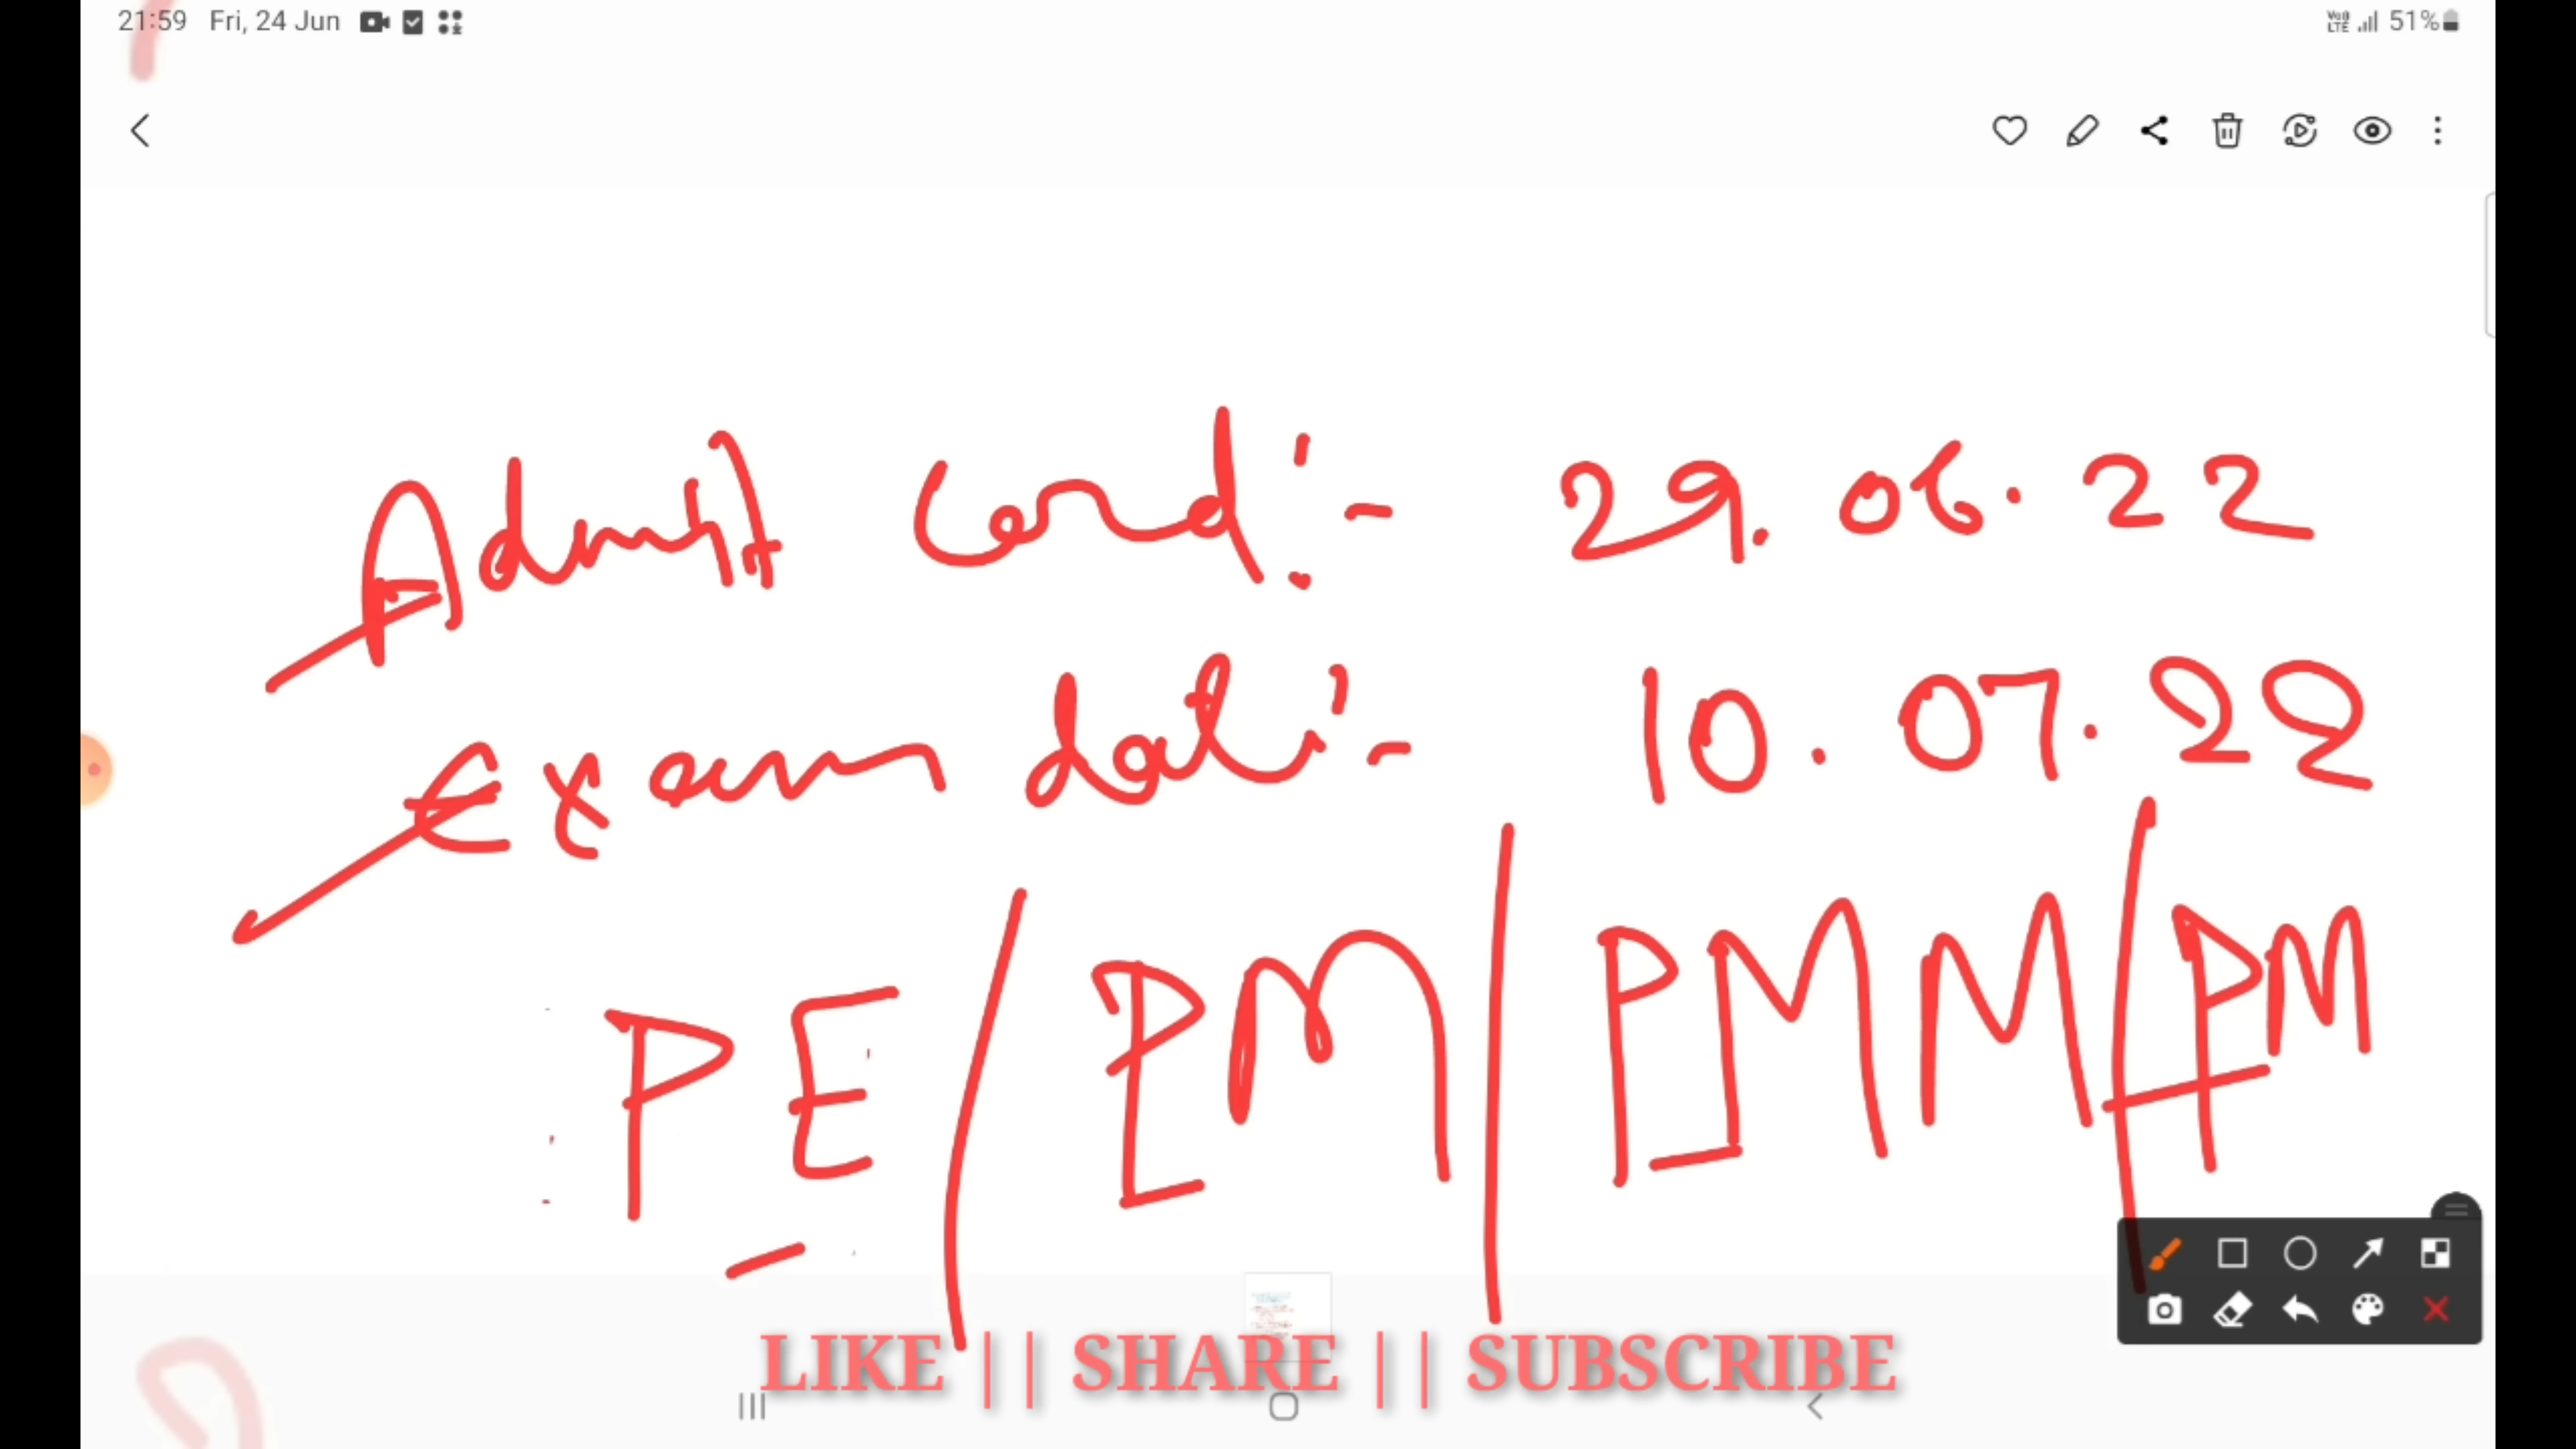 21:59 Fri, 24 Jun
VoLTE 51%
Admit card:- 29.06.22
Exam date:- 10.07.22
PE/PM/PMM/PM
LIKE || SHARE || SUBSCRIBE